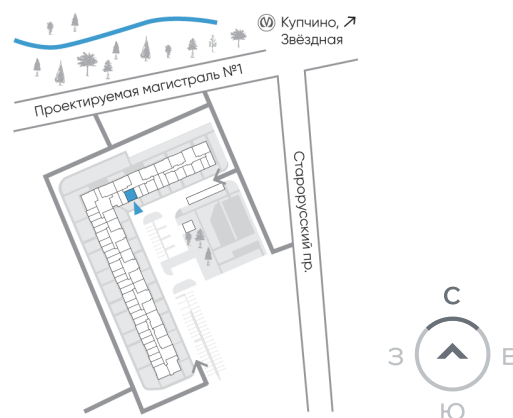 Купчино, ↗
Звёздная
Проектируемая магистраль №1
Старорусский пр.
С
З
В
Ю